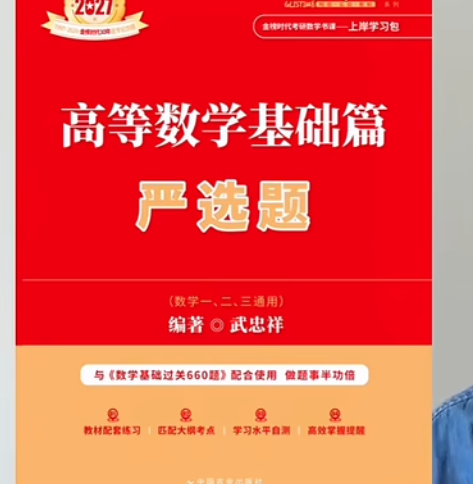 2027
金榜时代考研数学书课——上岸学习包
高等数学基础篇
严选题
(数学一、二、三通用)
编著◎武忠祥
与《数学基础过关660题》配合使用 做题事半功倍
教材配套练习 | 匹配大纲考点 | 学习水平自测 | 高效掌握提醒